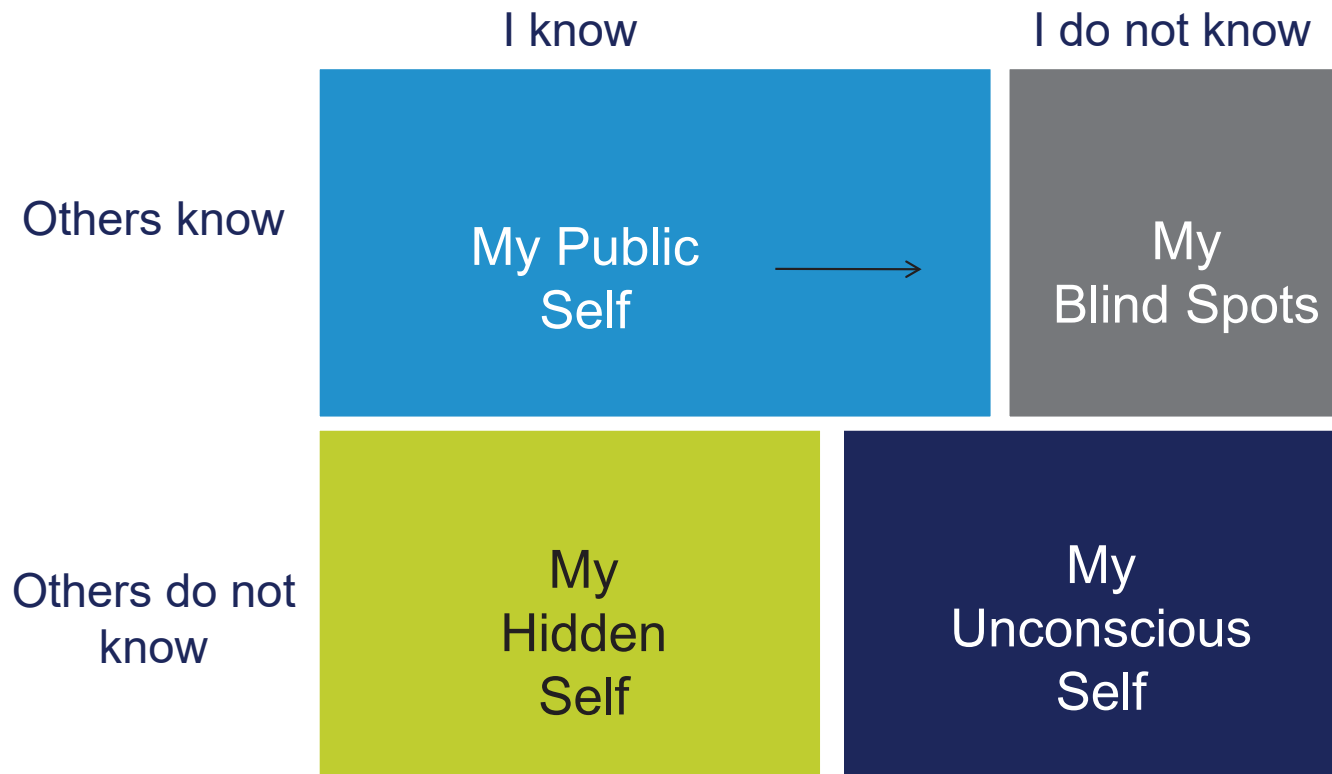 I know
I do not know
Others know
My Public
Self
My
Blind Spots
Others do not
know
My
Hidden
Self
My
Unconscious
Self